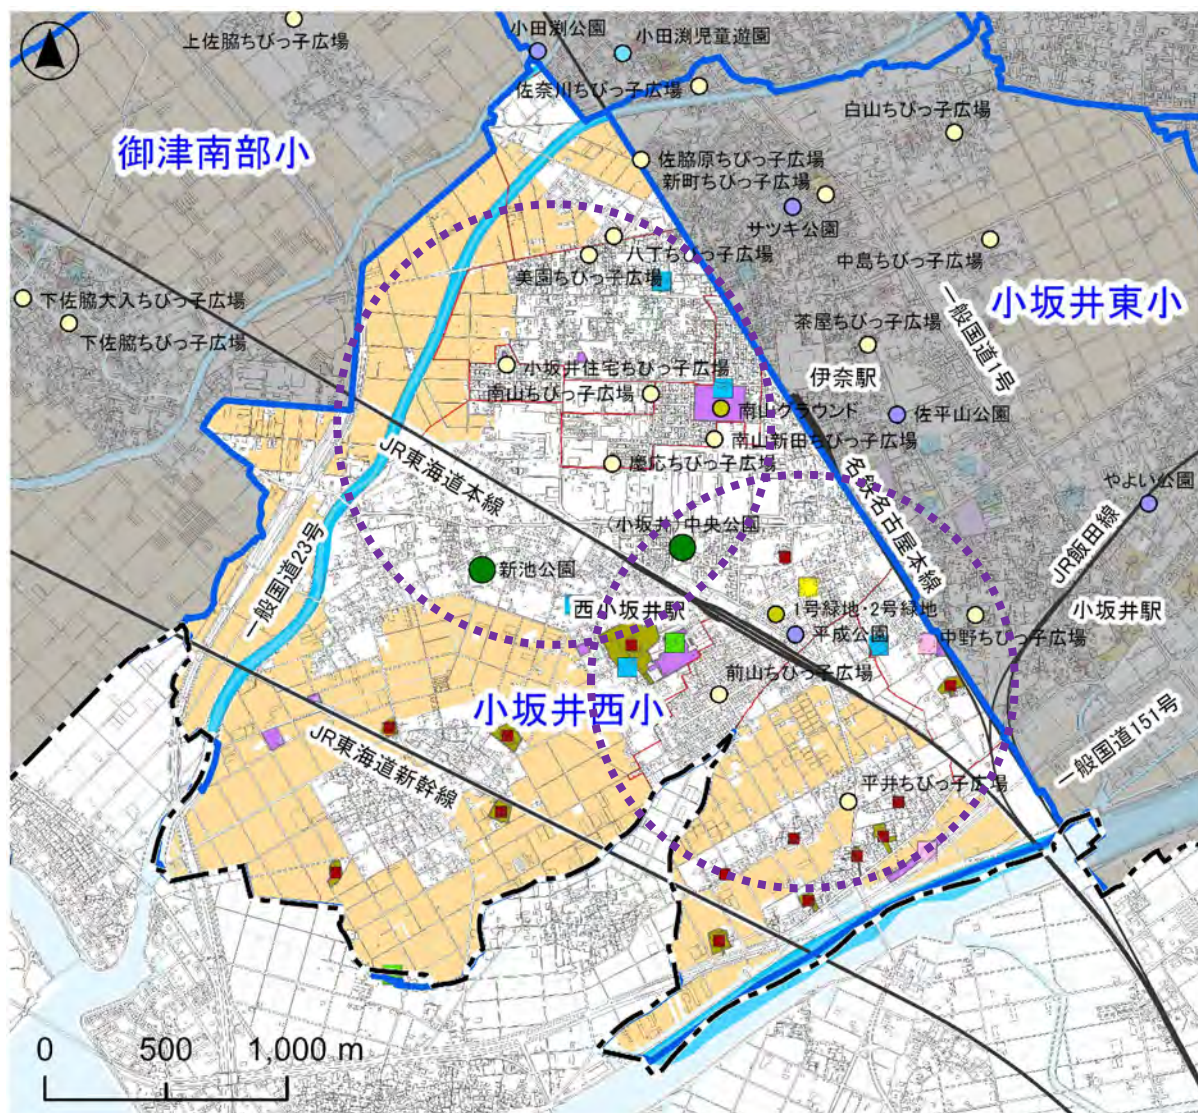 上佐脇ちびっ子広場
小田渕公園
小田渕児童遊園
佐奈川ちびっ子広場
白山ちびっ子広場
御津南部小
佐脇原ちびっ子広場
新町ちびっ子広場
サツキ公園
八丁ちびっ子広場
美園ちびっ子広場
中島ちびっ子広場
一般国道1号
小坂井東小
下佐脇大入ちびっ子広場
下佐脇ちびっ子広場
茶屋ちびっ子広場
小坂井住宅ちびっ子広場
伊奈駅
南山ちびっ子広場
南山グラウンド
佐平山公園
南山新田ちびっ子広場
慶応ちびっ子広場
JR東海道本線
名鉄名古屋本線
やよい公園
(小坂井)中央公園
JR飯田線
一般国道23号
新池公園
西小坂井駅
1号緑地・2号緑地
小坂井駅
平成公園
中野ちびっ子広場
前山ちびっ子広場
小坂井西小
JR東海道新幹線
一般国道151号
平井ちびっ子広場
0 500 1,000 m